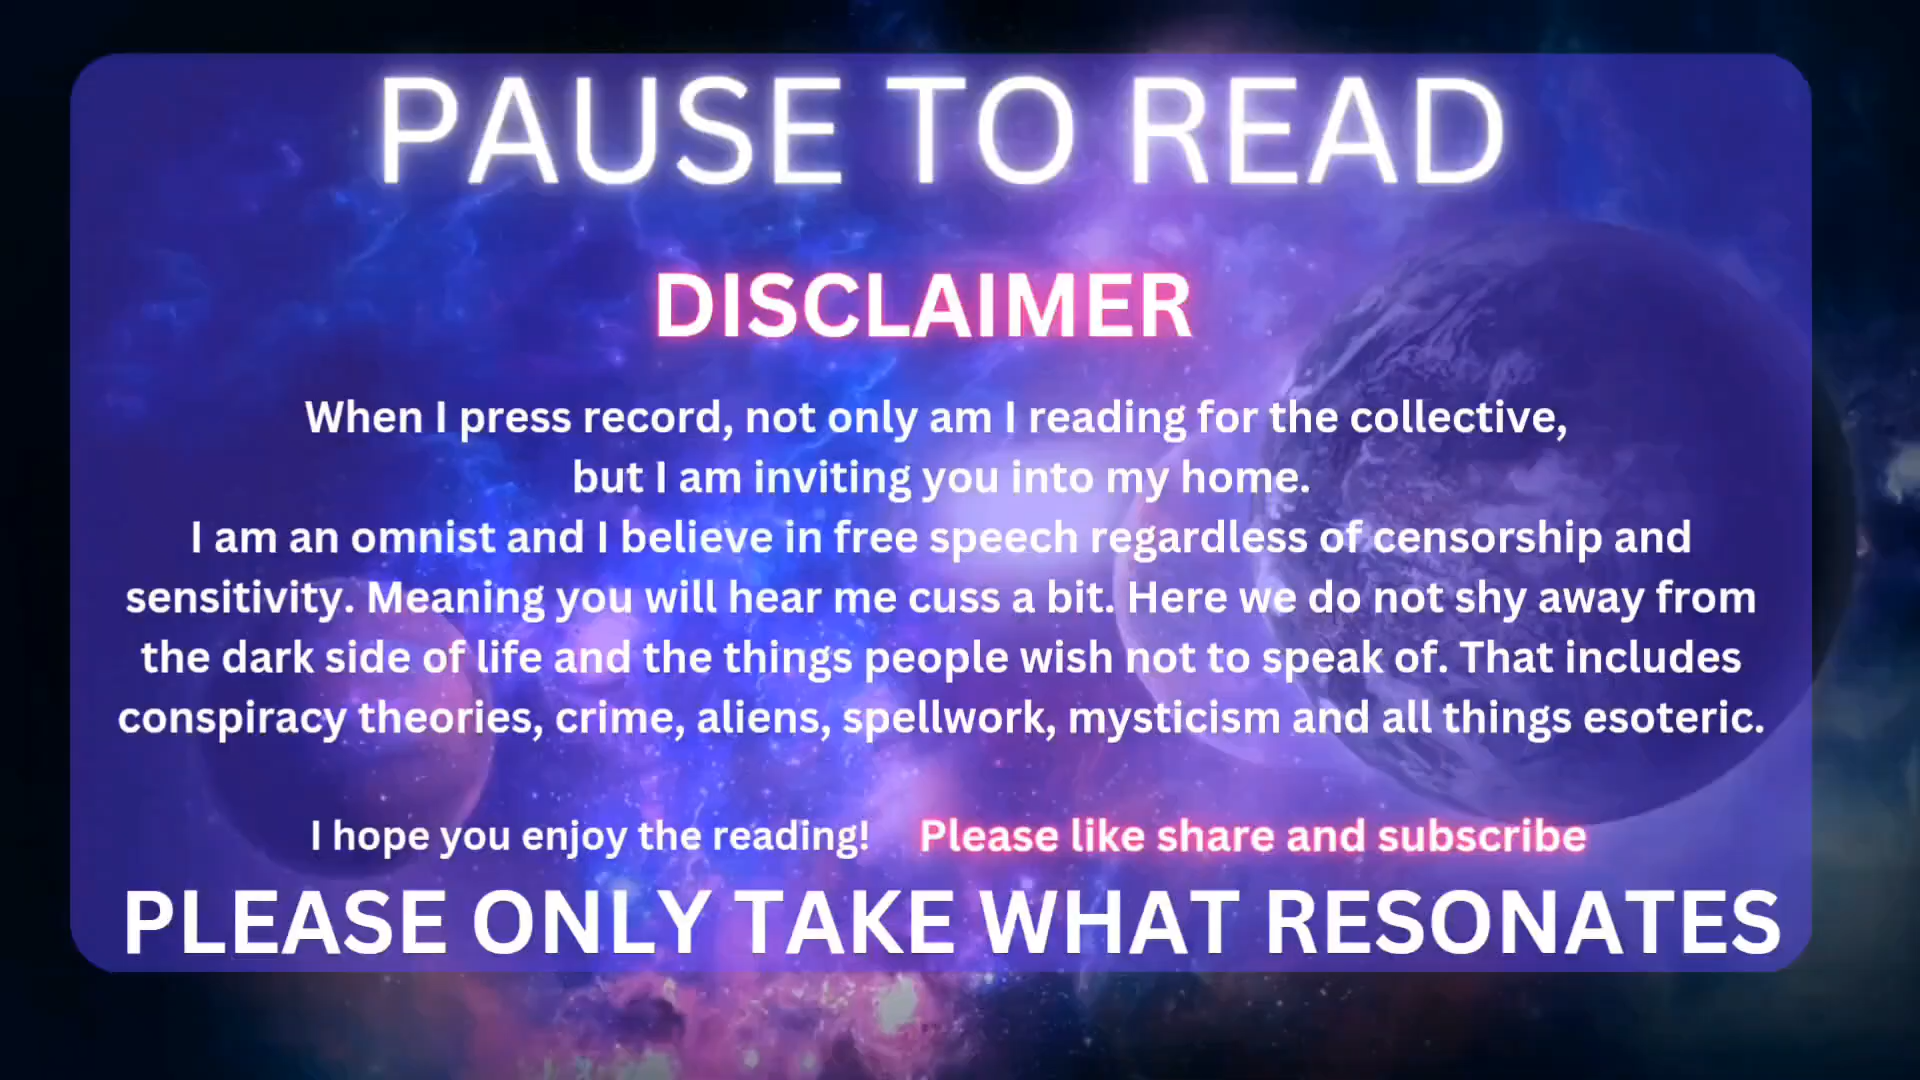 PAUSE TO READ
DISCLAIMER
When I press record, not only am I reading for the collective,
but I am inviting you into my home.
I am an omnist and I believe in free speech regardless of censorship and
sensitivity. Meaning you will hear me cuss a bit. Here we do not shy away from
the dark side of life and the things people wish not to speak of. That includes
conspiracy theories, crime, aliens, spellwork, mysticism and all things esoteric.
I hope you enjoy the reading! Please like share and subscribe
PLEASE ONLY TAKE WHAT RESONATES